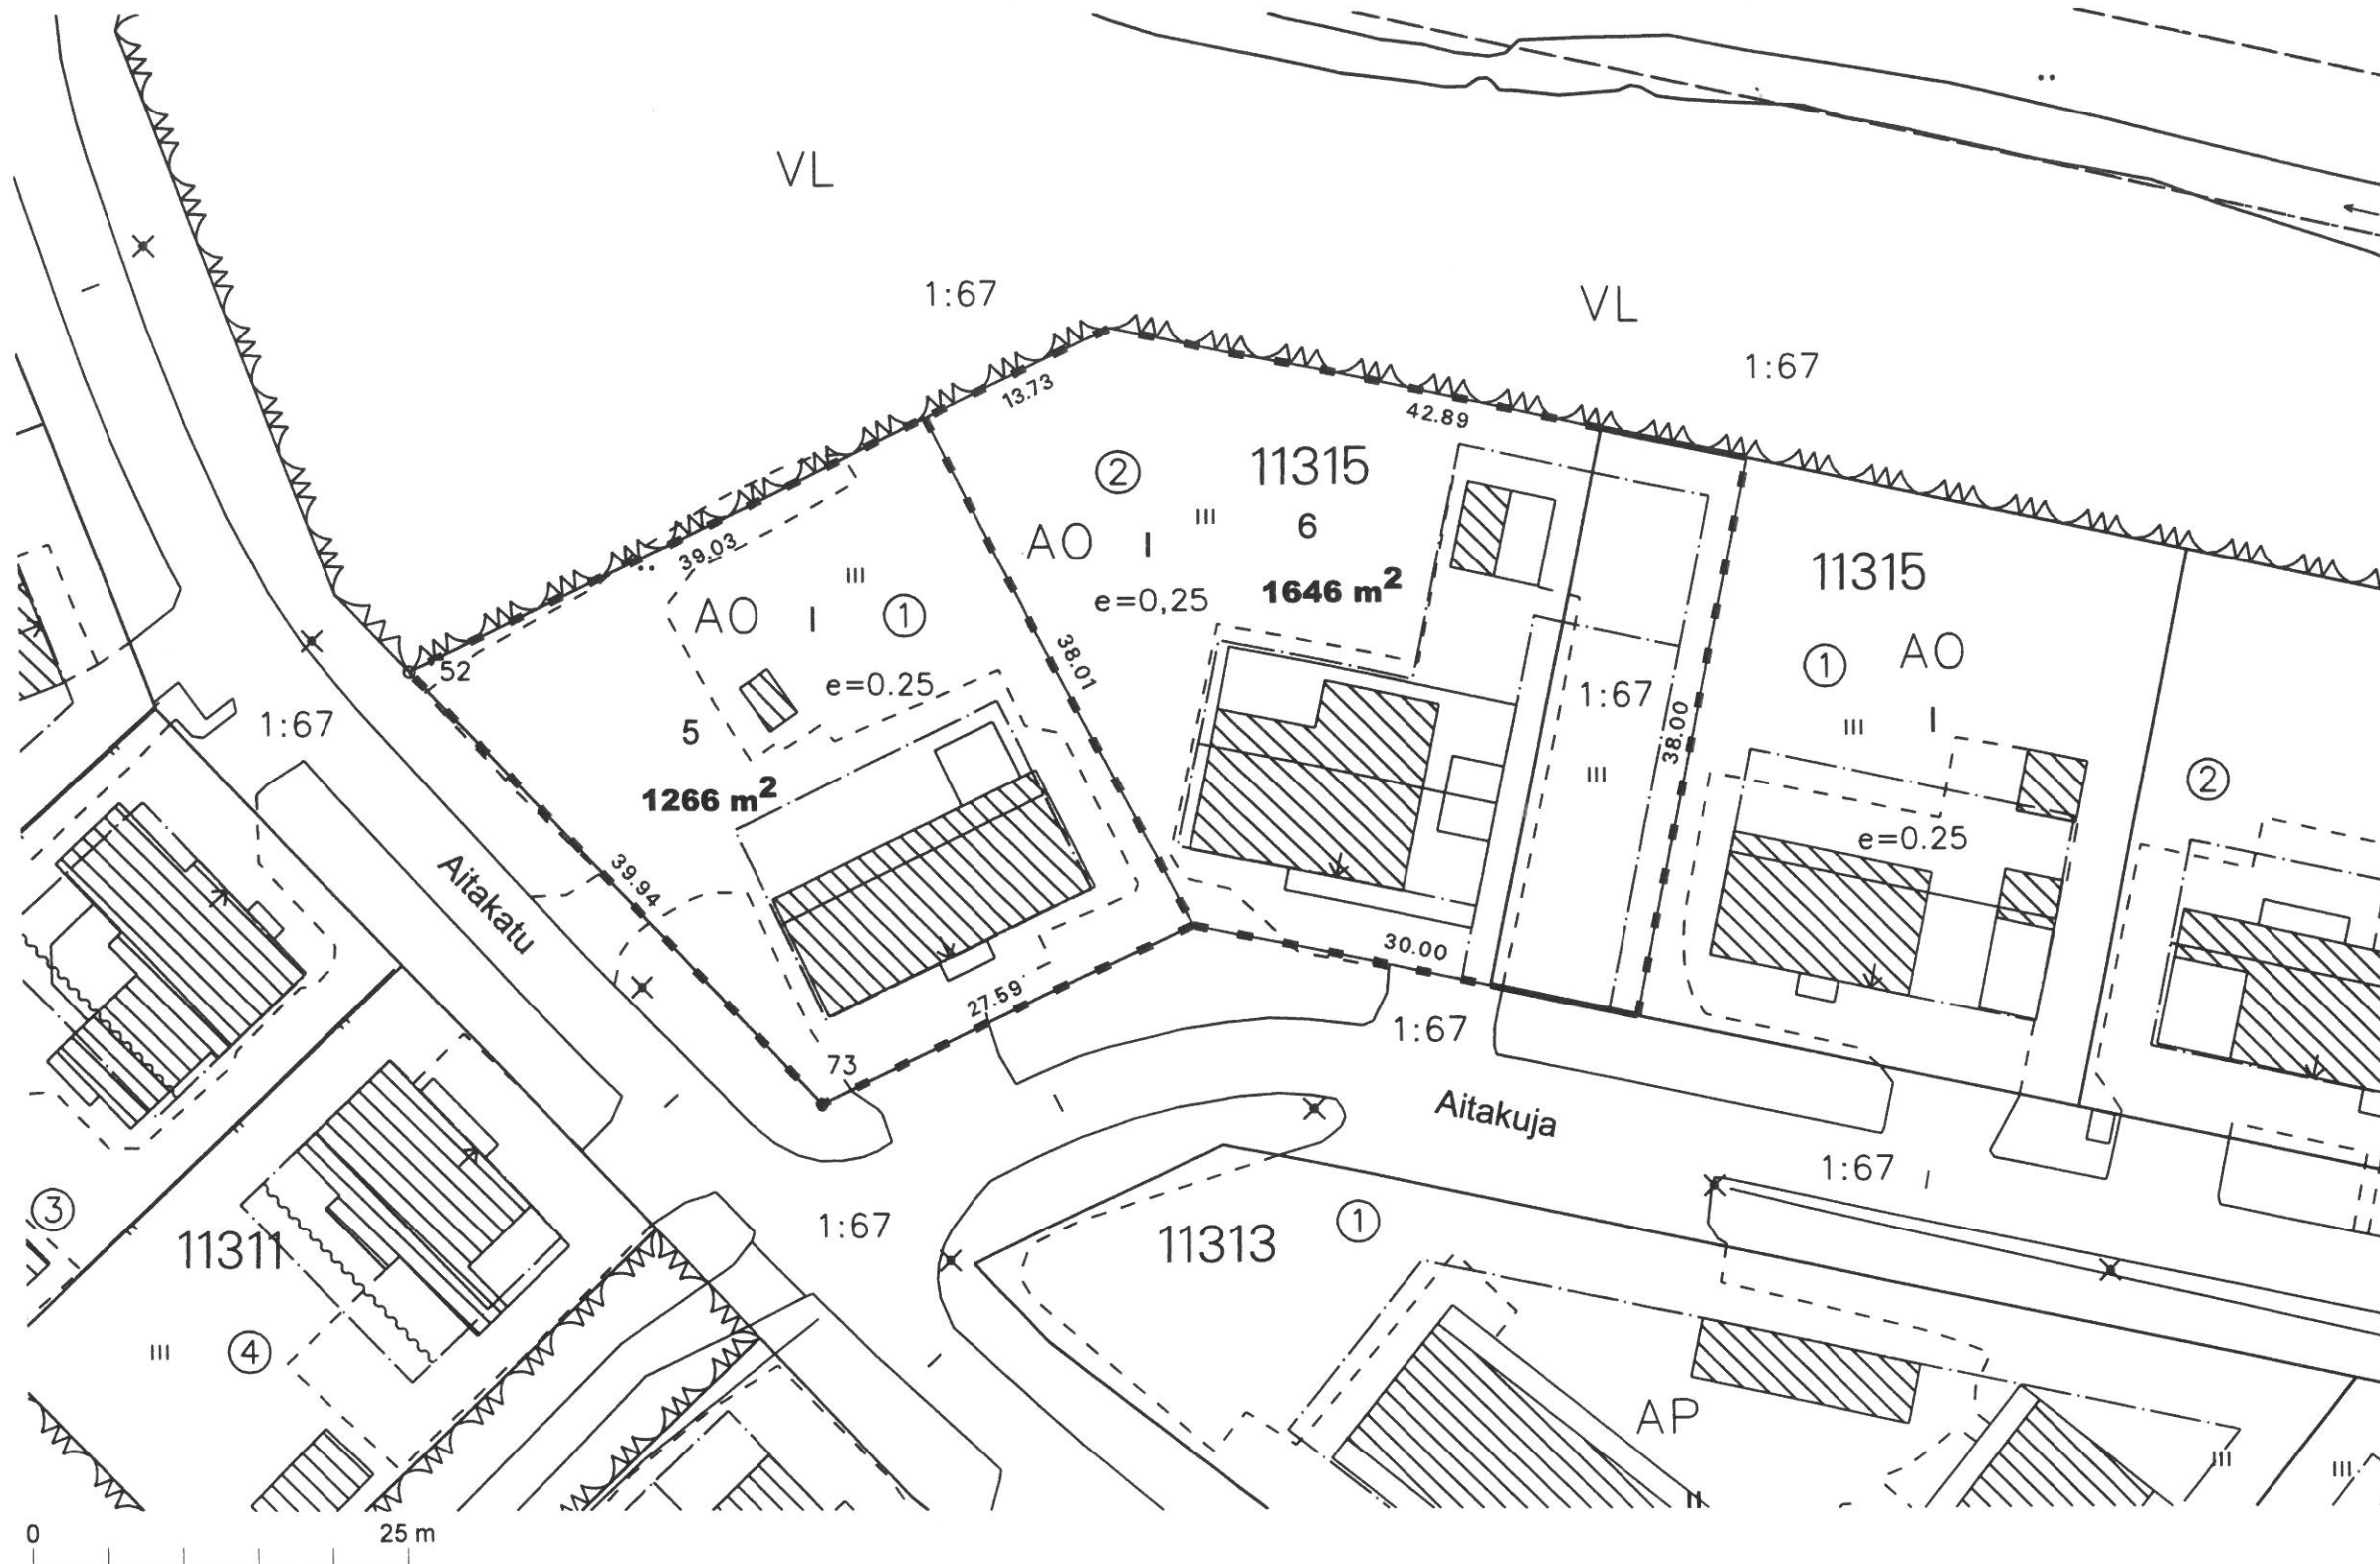 VL
1:67
VL
1:67
13.73
42.89
2
11315
AO
I
III
6
e=0,25
1646 m²
39.03
III
AO
I
1
e=0.25
52
5
1266 m²
38.01
1:67
1:67
III
38.00
11315
1
AO
III
I
e=0.25
2
Aitakatu
39.94
27.59
30.00
73
1:67
Aitakuja
1:67
3
11311
III
4
1:67
11313
1
AP
II
III
III
0
25 m